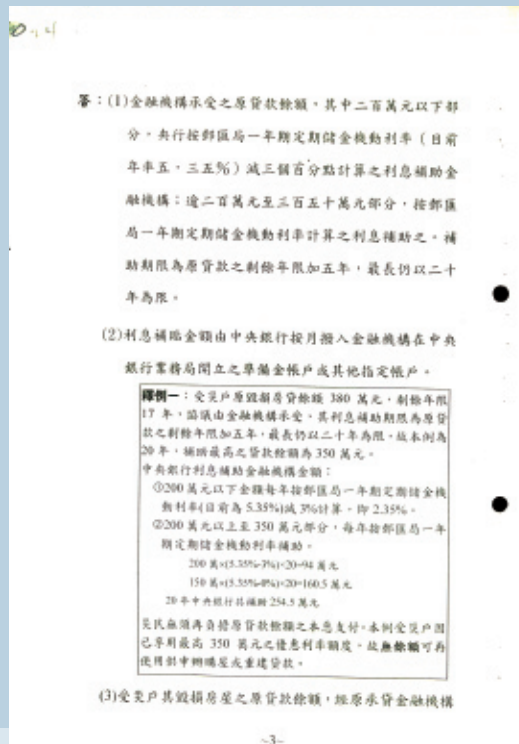 答：(1)金融機構承受之原貸款餘額，其中二百萬元以下部
分，央行按郵匯局一年期定期儲金機動利率（目前
年率五．三五%）減三個百分點計算之利息補助金
融機構；逾二百萬元至三百五十萬元部分，按郵匯
局一年期定期儲金機動利率計算之利息補助之。補
助期限為原貸款之剩餘年限加五年，最長仍以二十
年為限。
(2)利息補貼金額由中央銀行按月撥入金融機構在中央
銀行業務局開立之準備金帳戶或其他指定帳戶。
釋例一：受災戶原毀損房貸餘額 380 萬元，剩餘年限
17 年，協議由金融機構承受，其利息補助期限為原貸
款之剩餘年限加五年，最長仍以二十年為限，故本例為
20 年，補助最高之貸款餘額為 350 萬元。
中央銀行利息補助金融機構金額：
①200 萬元以下金額每年按郵匯局一年期定期儲金機
動利率(目前為 5.35%)減 3%計算，即 2.35%。
②200 萬元以上至 350 萬元部分，每年按郵匯局一年
期定期儲金機動利率補助。
200 萬×(5.35%-3%)×20=94 萬元
150 萬×(5.35%-0%)×20=160.5 萬元
20 年中央銀行共補助 254.5 萬元
災民無須再負擔原貸款餘額之本息支付。本例受災戶因
已享用最高 350 萬元之優惠利率額度，故無餘額可再
使用於申辦購屋或重建貸款。
(3)受災戶其毀損房屋之原貸款餘額，經原承貸金融機構
~3~